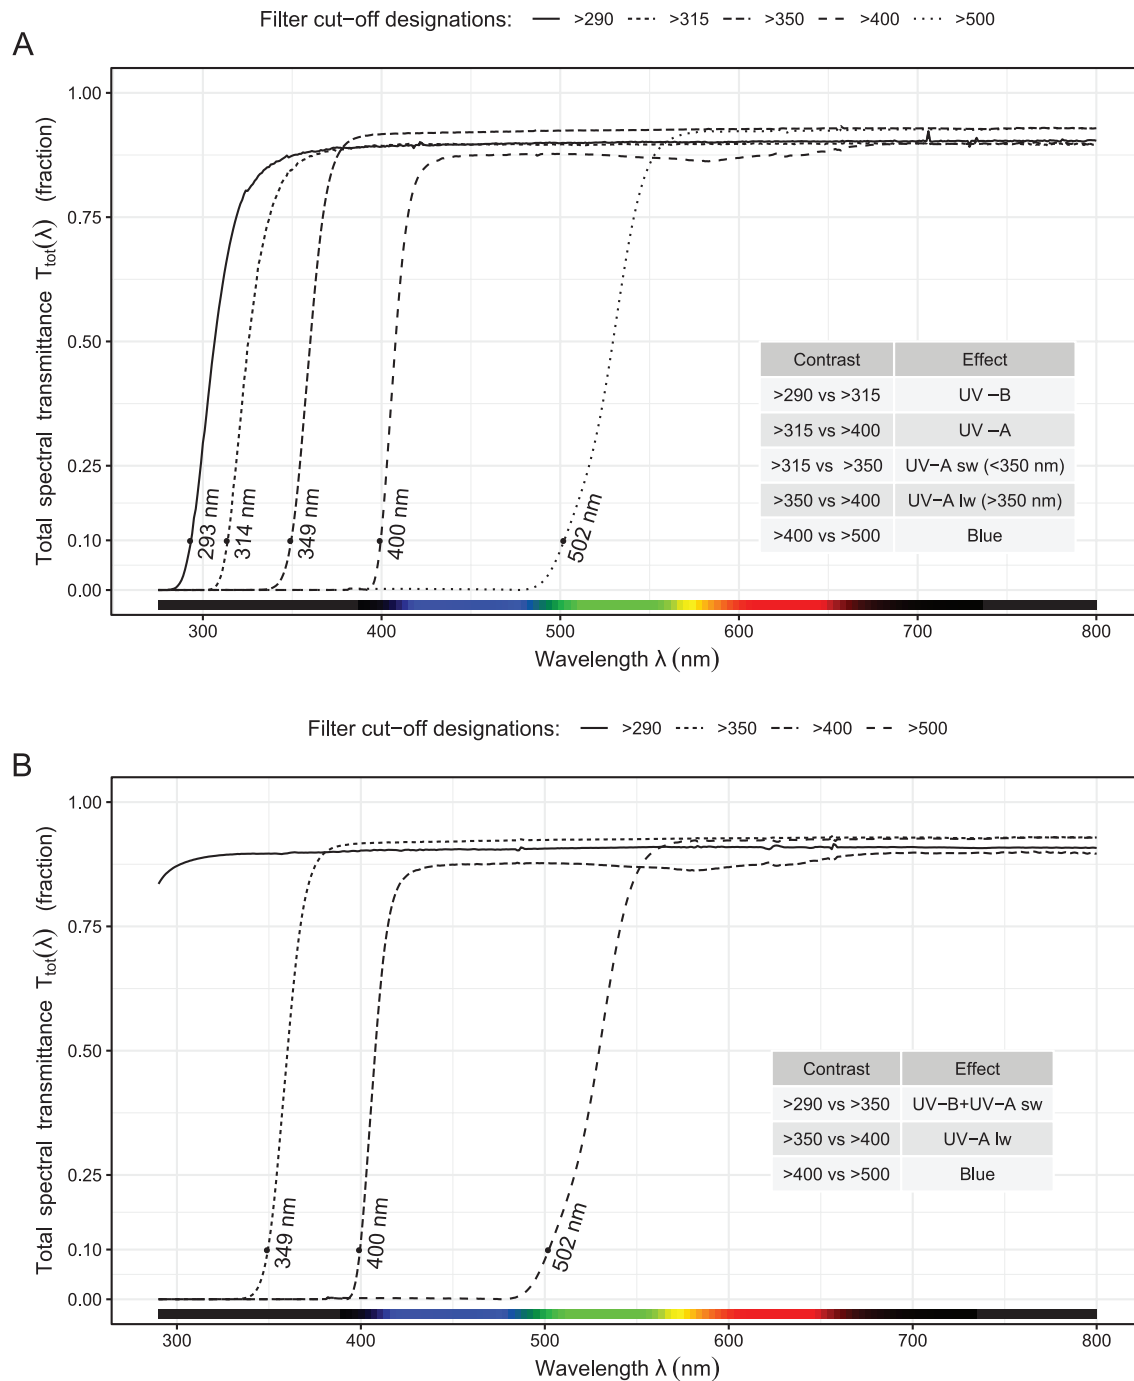 Filter cut−off designations: >290 >315 >350 >400 >500
A
Total spectral transmittance Ttot(λ) (fraction)
1.00
0.75
0.50
0.25
0.10
0.00
293 nm
314 nm
349 nm
400 nm
502 nm
Contrast Effect
>290 vs >315 UV −B
>315 vs >400 UV −A
>315 vs >350 UV−A sw (<350 nm)
>350 vs >400 UV−A lw (>350 nm)
>400 vs >500 Blue
300 400 500 600 700 800
Wavelength λ (nm)
Filter cut−off designations: >290 >350 >400 >500
B
Total spectral transmittance Ttot(λ) (fraction)
1.00
0.75
0.50
0.25
0.10
0.00
349 nm
400 nm
502 nm
Contrast Effect
>290 vs >350 UV−B+UV−A sw
>350 vs >400 UV−A lw
>400 vs >500 Blue
300 400 500 600 700 800
Wavelength λ (nm)